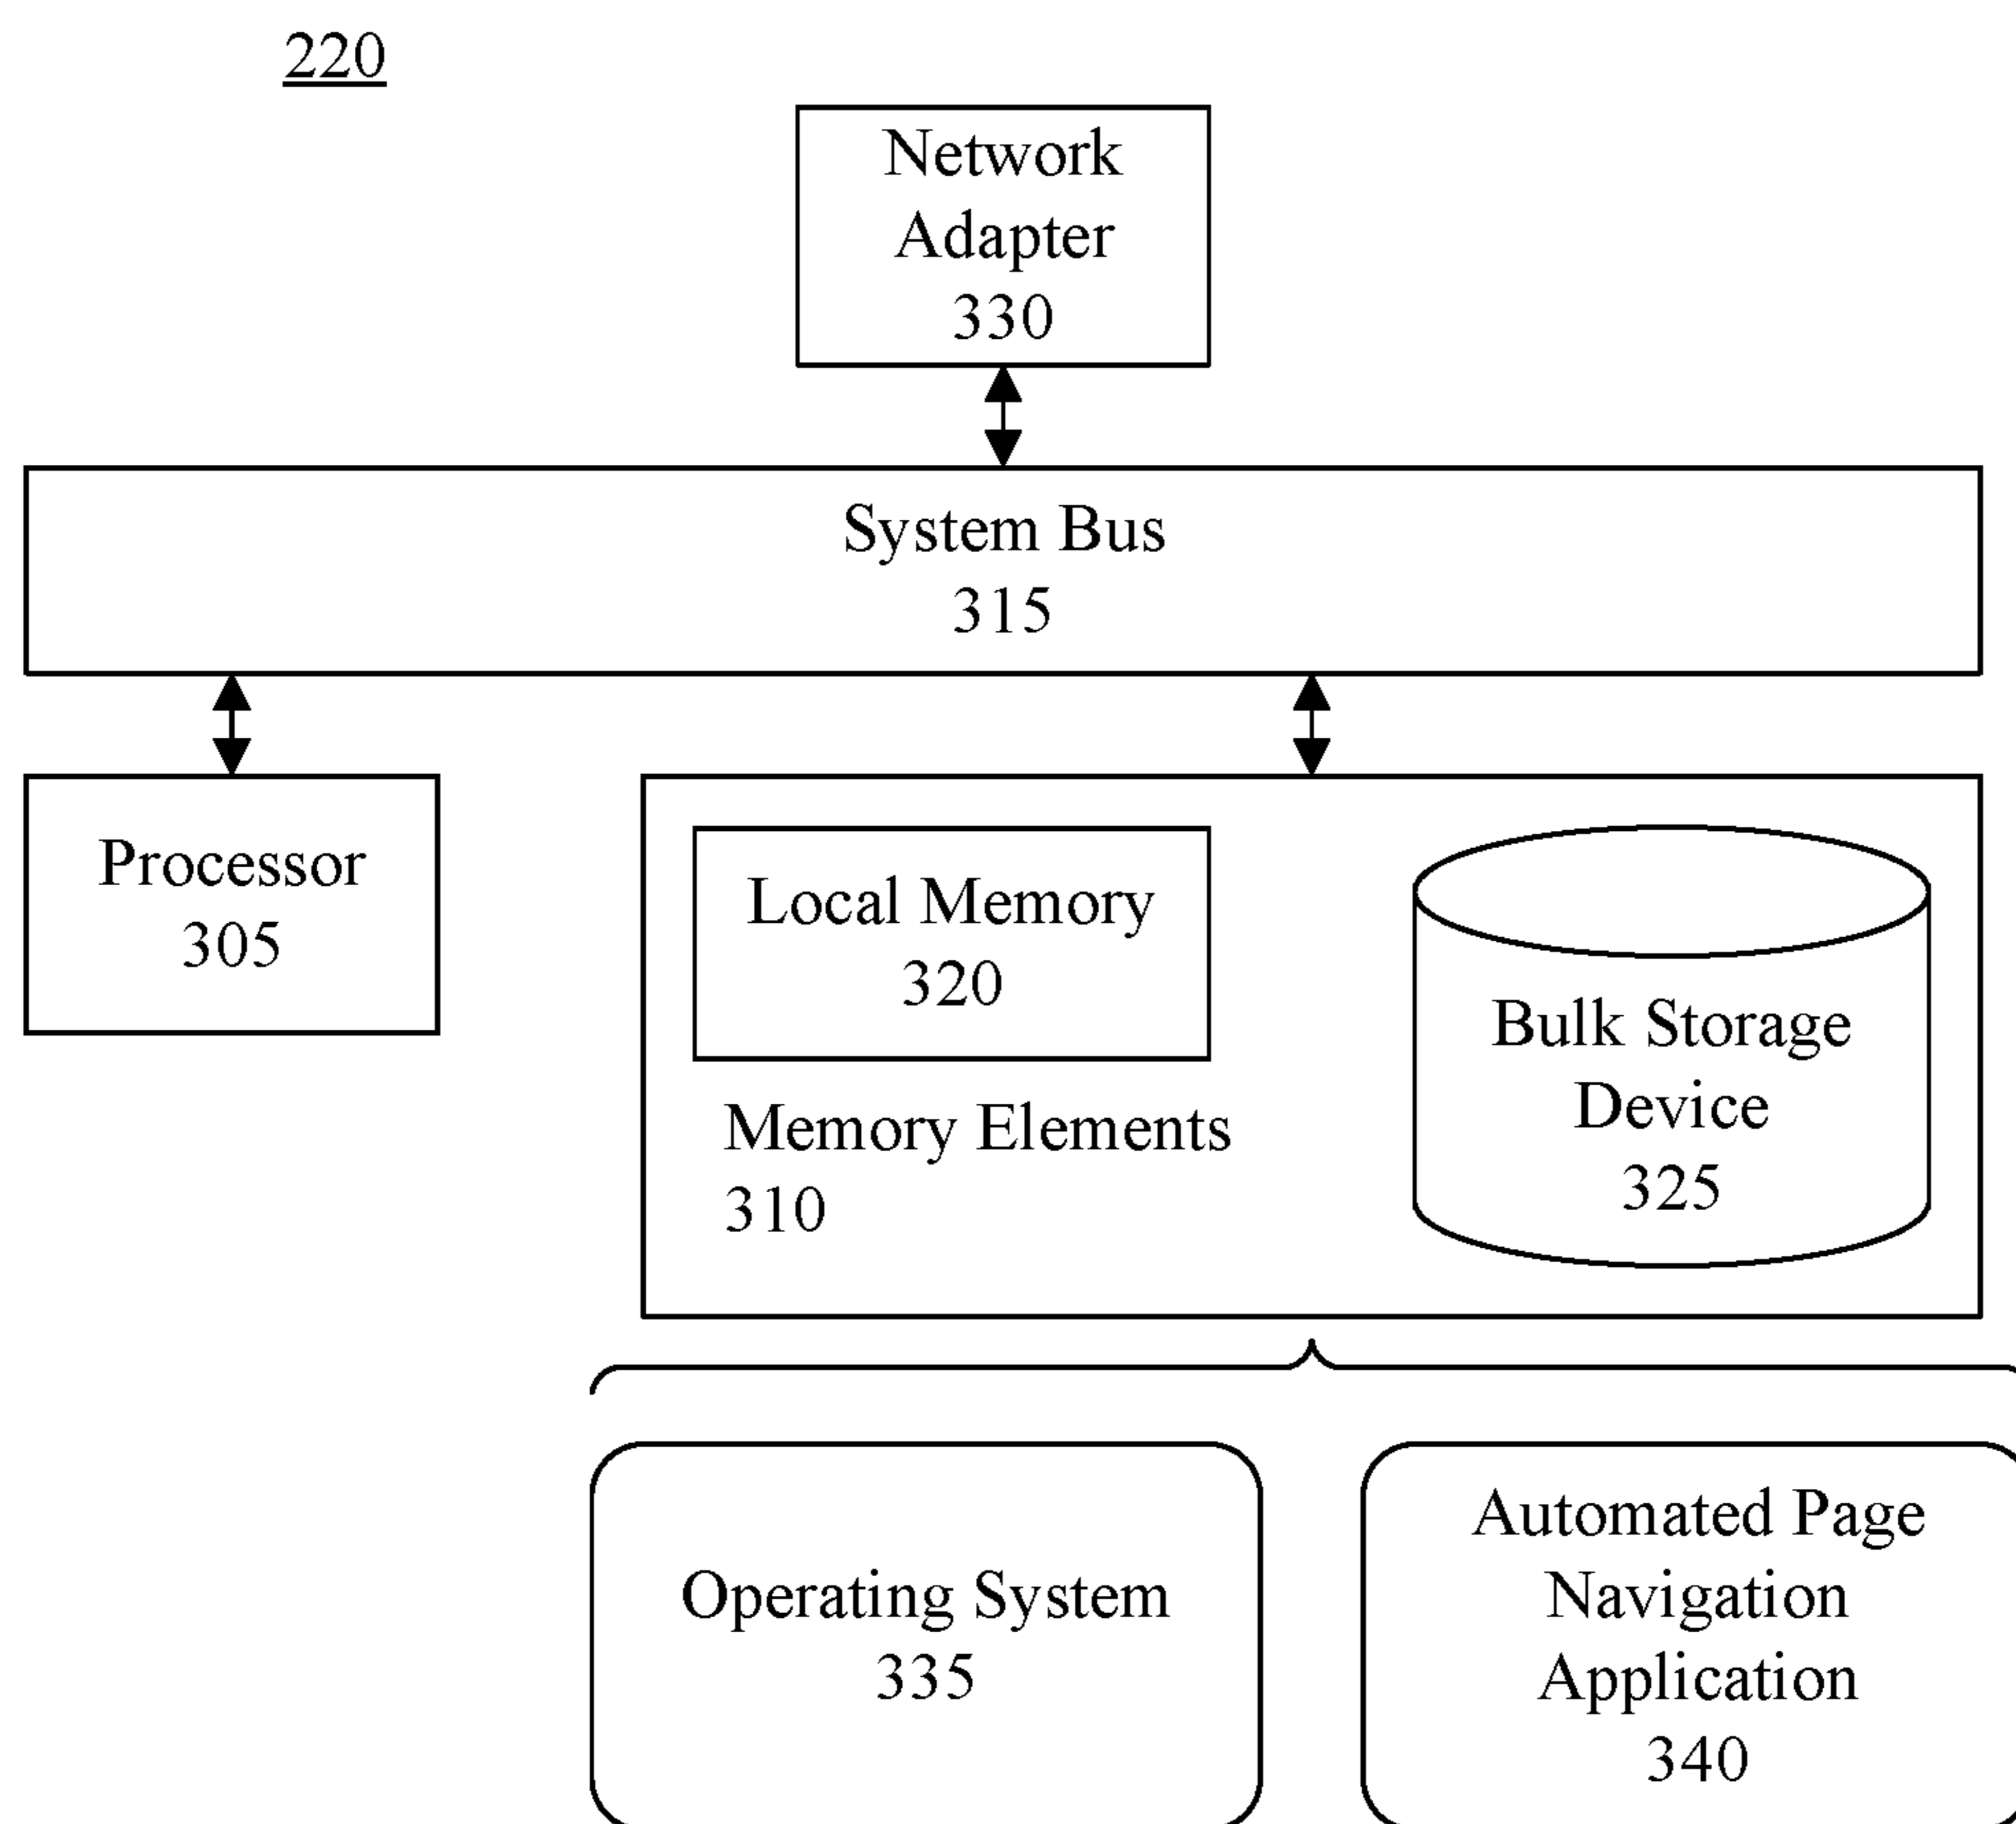 220
Network
Adapter
330
System Bus
315
Processor
305
Local Memory
320
Memory Elements
310
Bulk Storage
Device
325
Operating System
335
Automated Page
Navigation
Application
340